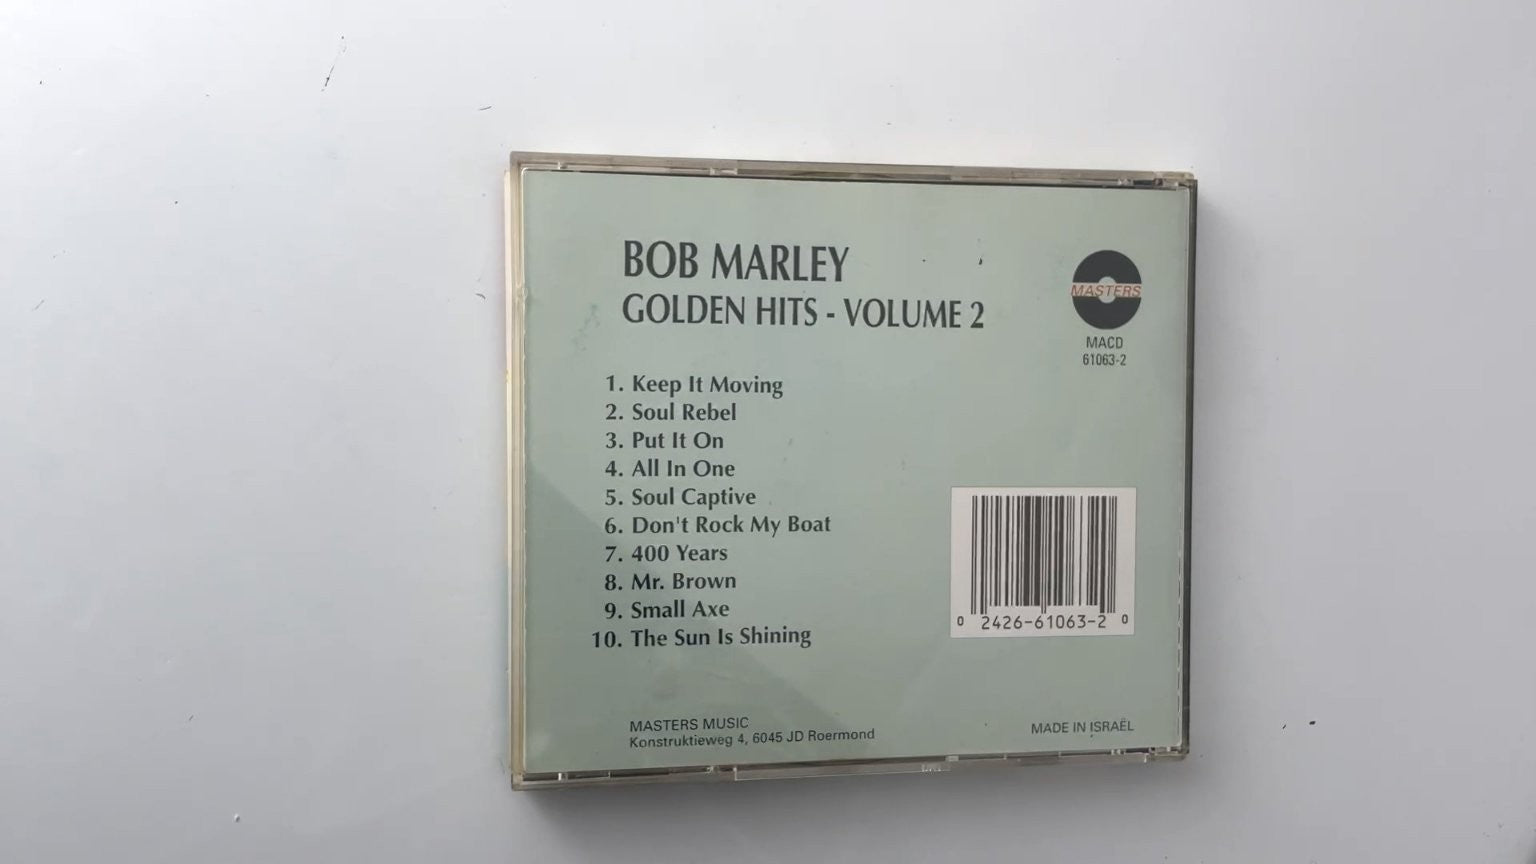 BOB MARLEY
GOLDEN HITS - VOLUME 2
MASTERS
MACD
61063-2
1. Keep It Moving
2. Soul Rebel
3. Put It On
4. All In One
5. Soul Captive
6. Don't Rock My Boat
7. 400 Years
8. Mr. Brown
9. Small Axe
10. The Sun Is Shining
0 2426-61063-2 0
MASTERS MUSIC
Konstruktieweg 4, 6045 JD Roermond
MADE IN ISRAËL